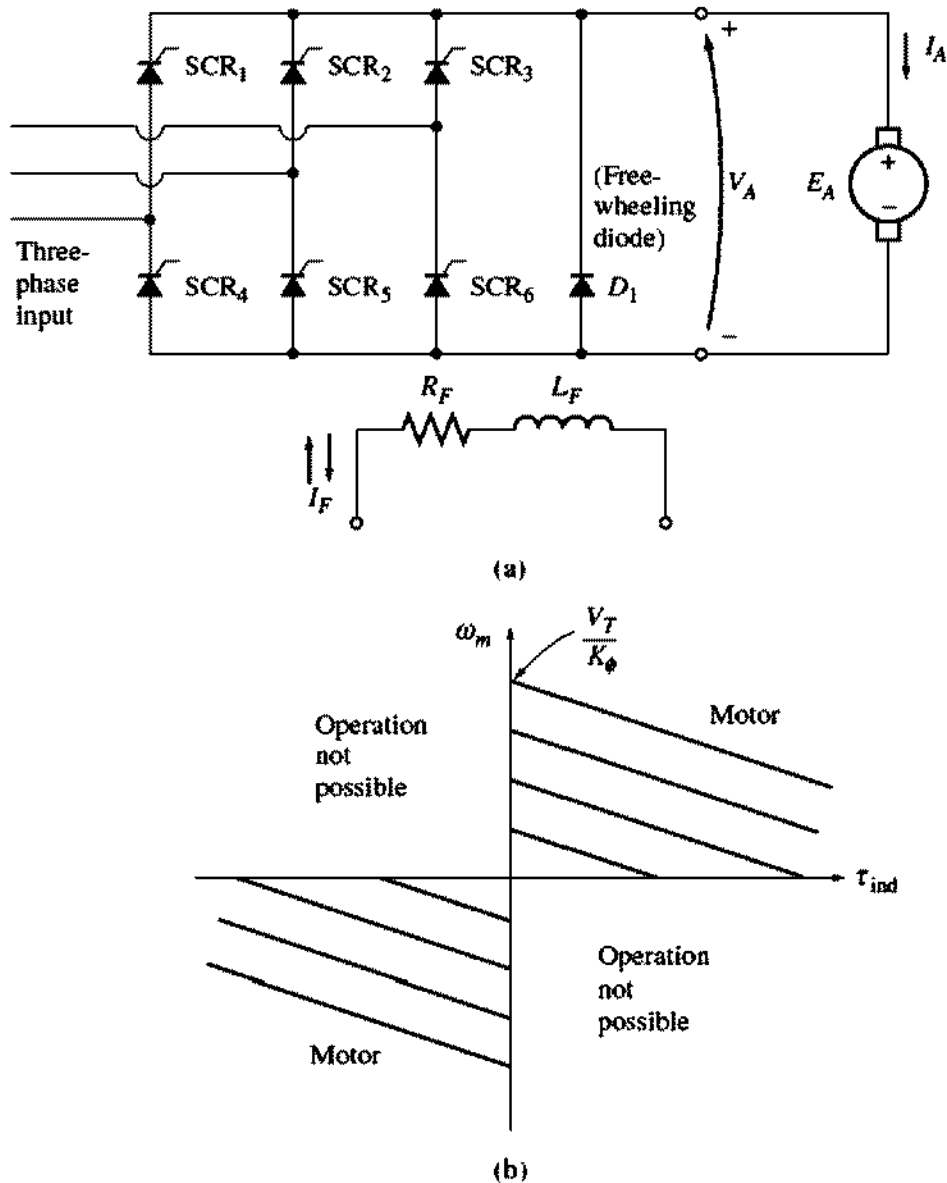 SCR₁ SCR₂ SCR₃
+
I_A
(Free-
wheeling
diode)
V_A
E_A
+
−
Three-
phase
input
SCR₄ SCR₅ SCR₆ D₁
−
R_F L_F
I_F
(a)
ω_m
V_T
K_ϕ
Operation
not
possible
Motor
τ_ind
Operation
not
possible
Motor
(b)